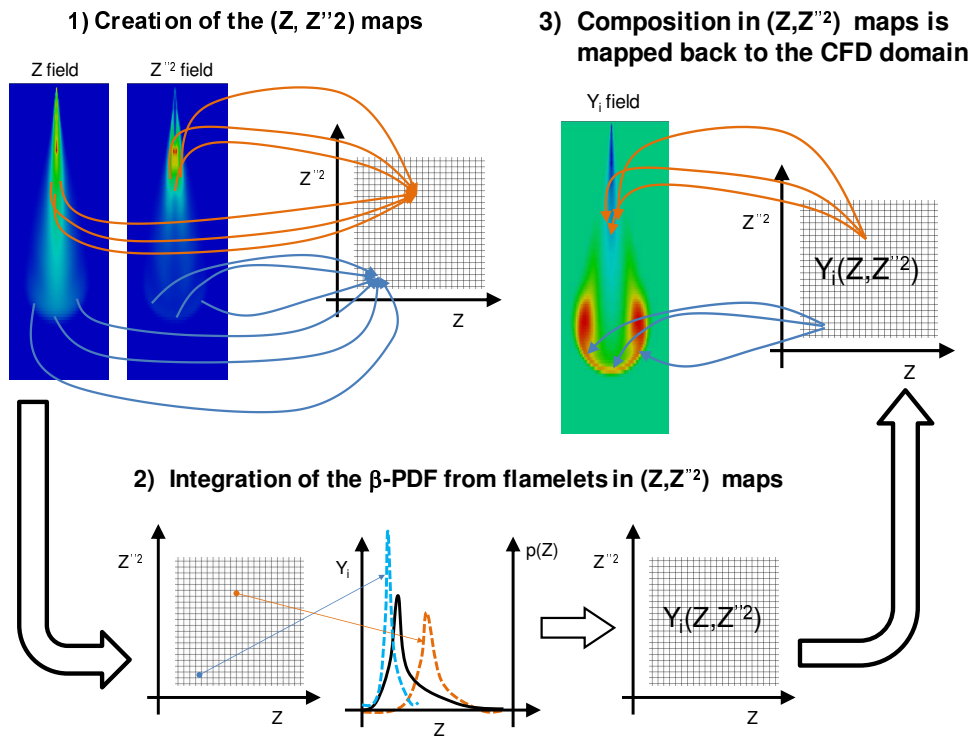 1) Creation of the (Z, Z''2) maps
Z field
Z''2 field
Z''2
Z
3) Composition in (Z,Z''2) maps is
mapped back to the CFD domain
Yi field
Z''2
Yi(Z,Z''2)
Z
2) Integration of the β-PDF from flamelets in (Z,Z''2) maps
Z''2
Z
Yi
p(Z)
Z
Z''2
Yi(Z,Z''2)
Z